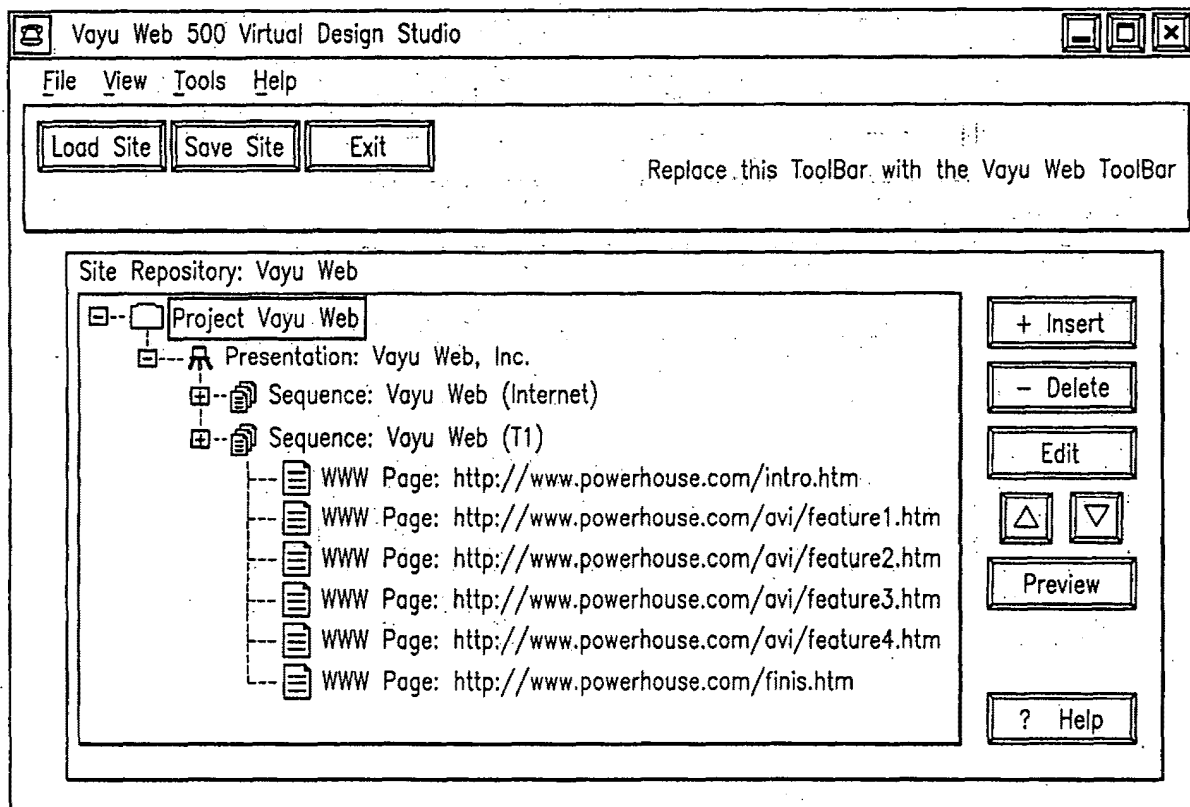 Vayu Web 500 Virtual Design Studio
File View Tools Help
Load Site Save Site Exit
Replace this ToolBar with the Vayu Web ToolBar
Site Repository: Vayu Web
Project Vayu Web
Presentation: Vayu Web, Inc.
Sequence: Vayu Web (Internet)
Sequence: Vayu Web (T1)
WWW Page: http://www.powerhouse.com/intro.htm
WWW Page: http://www.powerhouse.com/avi/feature1.htm
WWW Page: http://www.powerhouse.com/avi/feature2.htm
WWW Page: http://www.powerhouse.com/avi/feature3.htm
WWW Page: http://www.powerhouse.com/avi/feature4.htm
WWW Page: http://www.powerhouse.com/finis.htm
+ Insert
- Delete
Edit
Preview
? Help